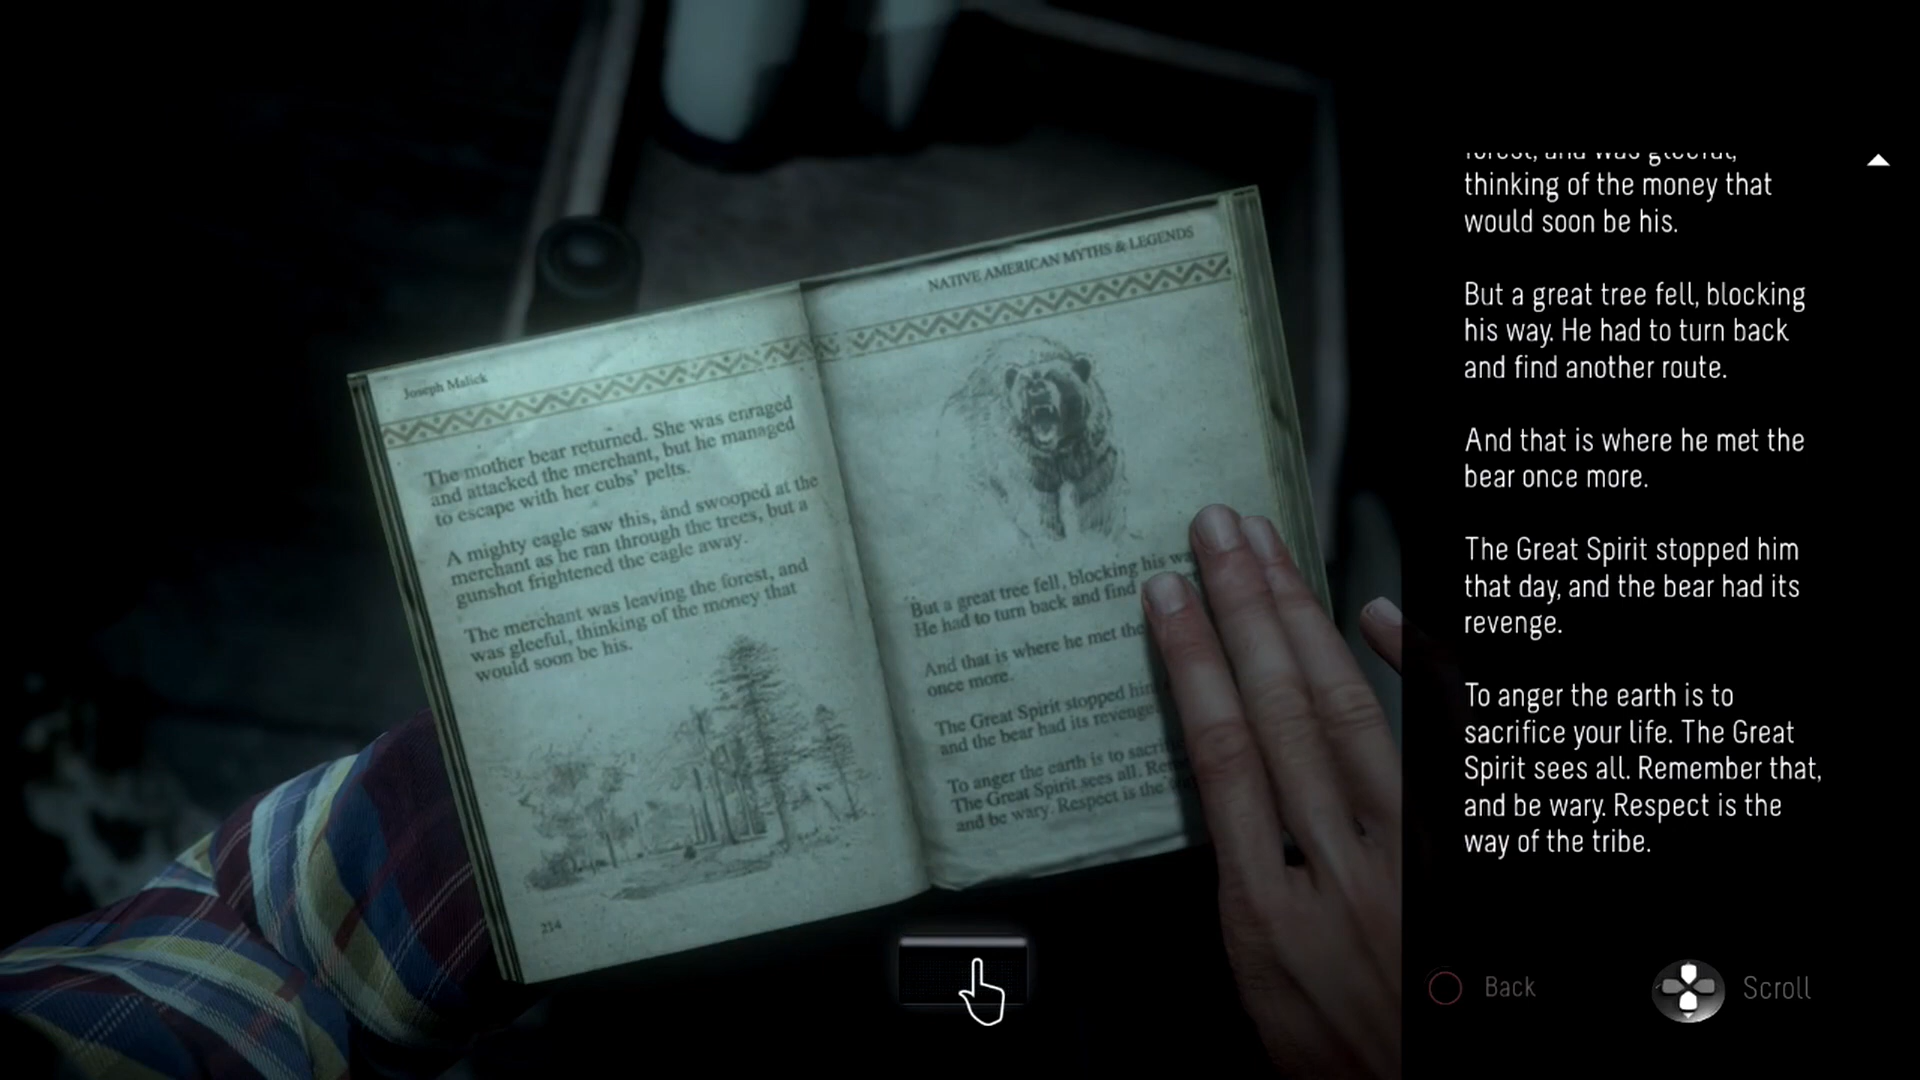 Joseph Malick
The mother bear returned. She was enraged
and attacked the merchant, but he managed
to escape with her cubs' pelts.
A mighty eagle saw this, and swooped at the
merchant as he ran through the trees, but a
gunshot frightened the eagle away.
The merchant was leaving the forest, and
was gleeful, thinking of the money that
would soon be his.
214
NATIVE AMERICAN MYTHS & LEGENDS
But a great tree fell, blocking his
He had to turn back and find
And that is where he met the
once more.
The Great Spirit stopped him
and the bear had its revenge
To anger the earth is to
The Great Spirit sees all.
and be wary. Respect is the
forest, and was gleeful,
thinking of the money that
would soon be his.
But a great tree fell, blocking
his way. He had to turn back
and find another route.
And that is where he met the
bear once more.
The Great Spirit stopped him
that day, and the bear had its
revenge.
To anger the earth is to
sacrifice your life. The Great
Spirit sees all. Remember that,
and be wary. Respect is the
way of the tribe.
Back
Scroll